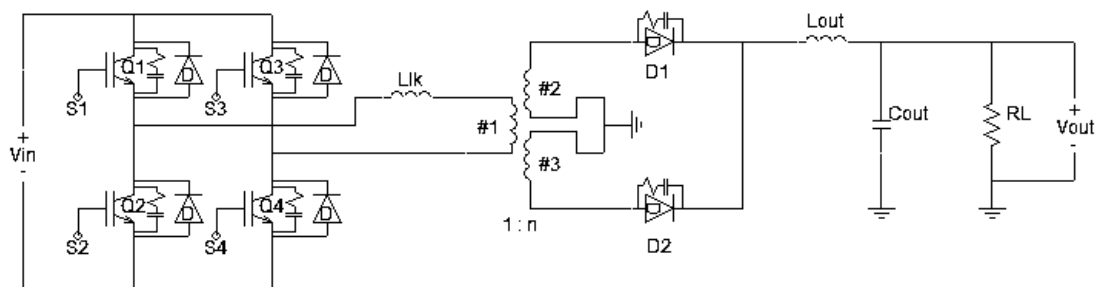 Lout
D
D1
Q1
D
Q3
D
Llk
S1
S3
#2
+
Vin
-
#1
Cout
RL
+
Vout
-
#3
Q2
D
Q4
D
D
1 : n
D2
S2
S4